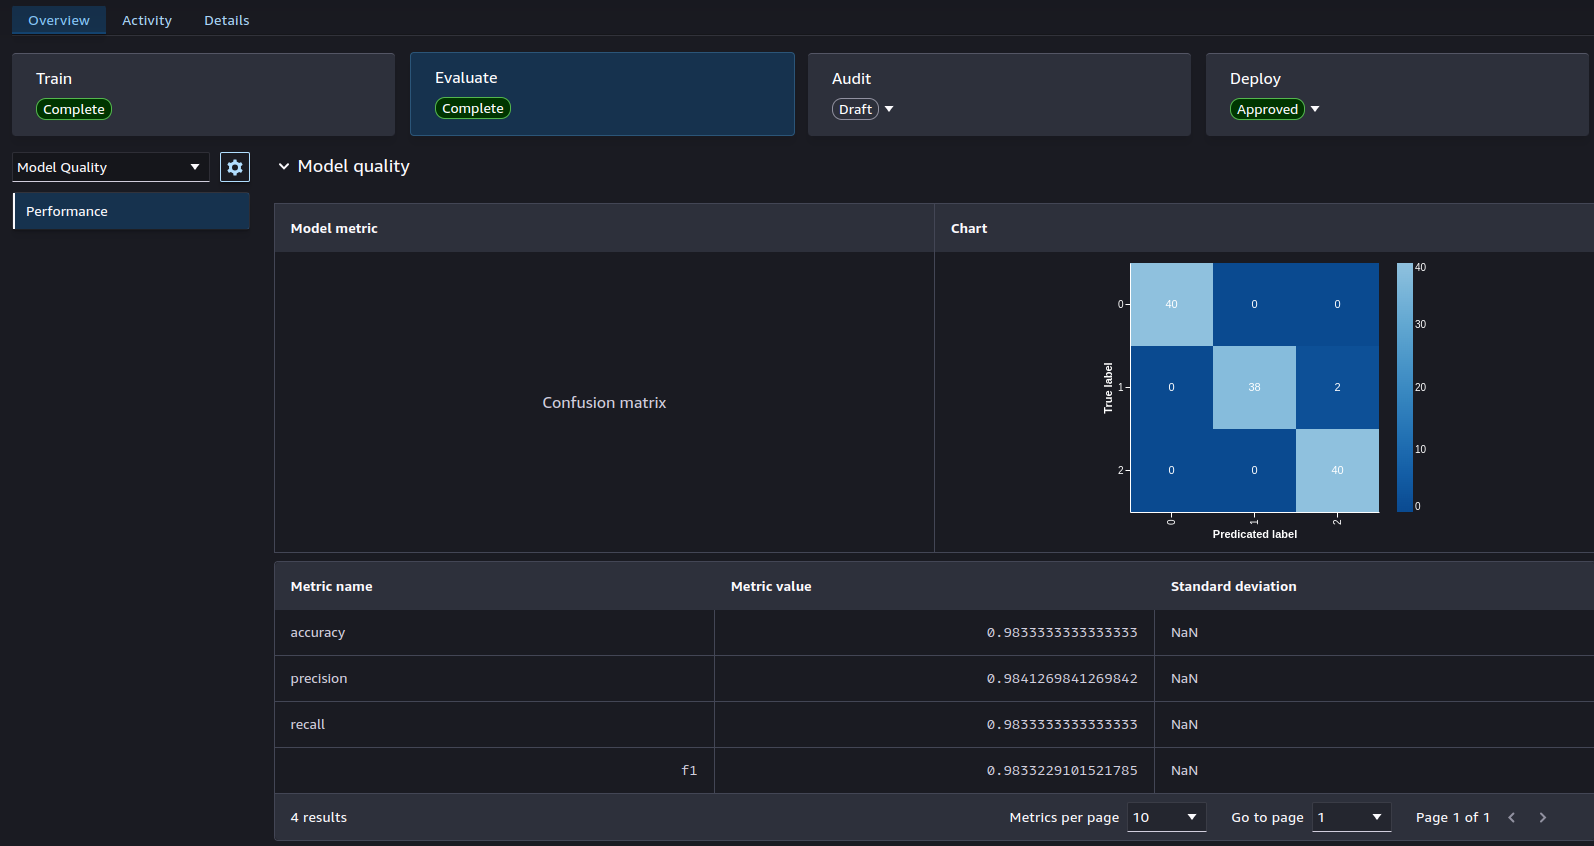 Overview Activity Details
Train Evaluate Audit Deploy
Complete Complete Draft Approved
Model Quality
Performance
Model quality
Model metric Chart
Confusion matrix
True label
0 40 0 0
1 0 38 2
2 0 0 40
0 1 2
Predicated label
40
30
20
10
0
Metric name Metric value Standard deviation
accuracy 0.9833333333333333 NaN
precision 0.9841269841269842 NaN
recall 0.9833333333333333 NaN
f1 0.9833229101521785 NaN
4 results Metrics per page 10 Go to page 1 Page 1 of 1